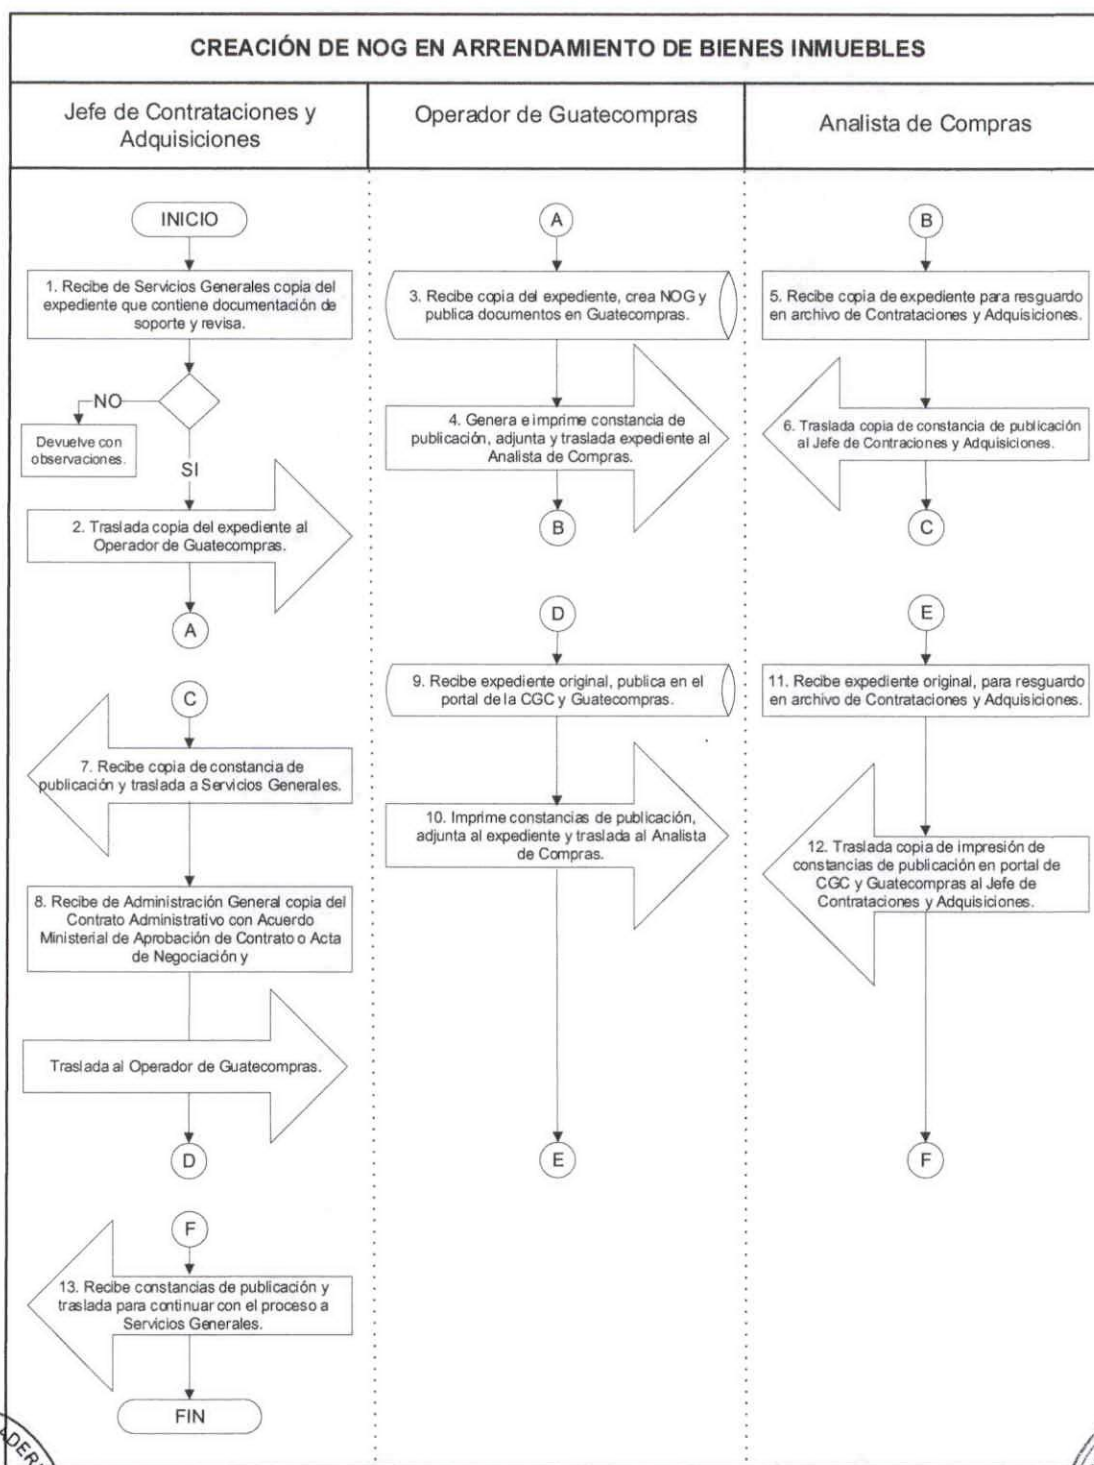 CREACIÓN DE NOG EN ARRENDAMIENTO DE BIENES INMUEBLES
Jefe de Contrataciones y
Adquisiciones
Operador de Guatecompras
Analista de Compras
INICIO
1. Recibe de Servicios Generales copia del
expediente que contiene documentación de
soporte y revisa.
NO
Devuelve con
observaciones.
SI
2. Traslada copia del expediente al
Operador de Guatecompras.
A
C
7. Recibe copia de constancia de
publicación y traslada a Servicios Generales.
8. Recibe de Administración General copia del
Contrato Administrativo con Acuerdo
Ministerial de Aprobación de Contrato o Acta
de Negociación y
Traslada al Operador de Guatecompras.
D
F
13. Recibe constancias de publicación y
traslada para continuar con el proceso a
Servicios Generales.
FIN
A
3. Recibe copia del expediente, crea NOG y
publica documentos en Guatecompras.
4. Genera e imprime constancia de
publicación, adjunta y traslada expediente al
Analista de Compras.
B
D
9. Recibe expediente original, publica en el
portal de la CGC y Guatecompras.
10. Imprime constancias de publicación,
adjunta al expediente y traslada al Analista
de Compras.
E
B
5. Recibe copia de expediente para resguardo
en archivo de Contrataciones y Adquisiciones.
6. Traslada copia de constancia de publicación
al Jefe de Contraciones y Adquisiciones.
C
E
11. Recibe expediente original, para resguardo
en archivo de Contrataciones y Adquisiciones.
12. Traslada copia de impresión de
constancias de publicación en portal de
CGC y Guatecompras al Jefe de
Contrataciones y Adquisiciones.
F